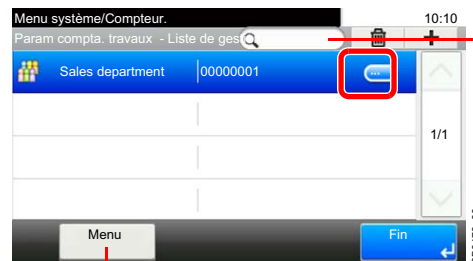 Menu système/Compteur. 10:10
Param compta. travaux - Liste de ges
Sales department 00000001
1/1
Menu Fin